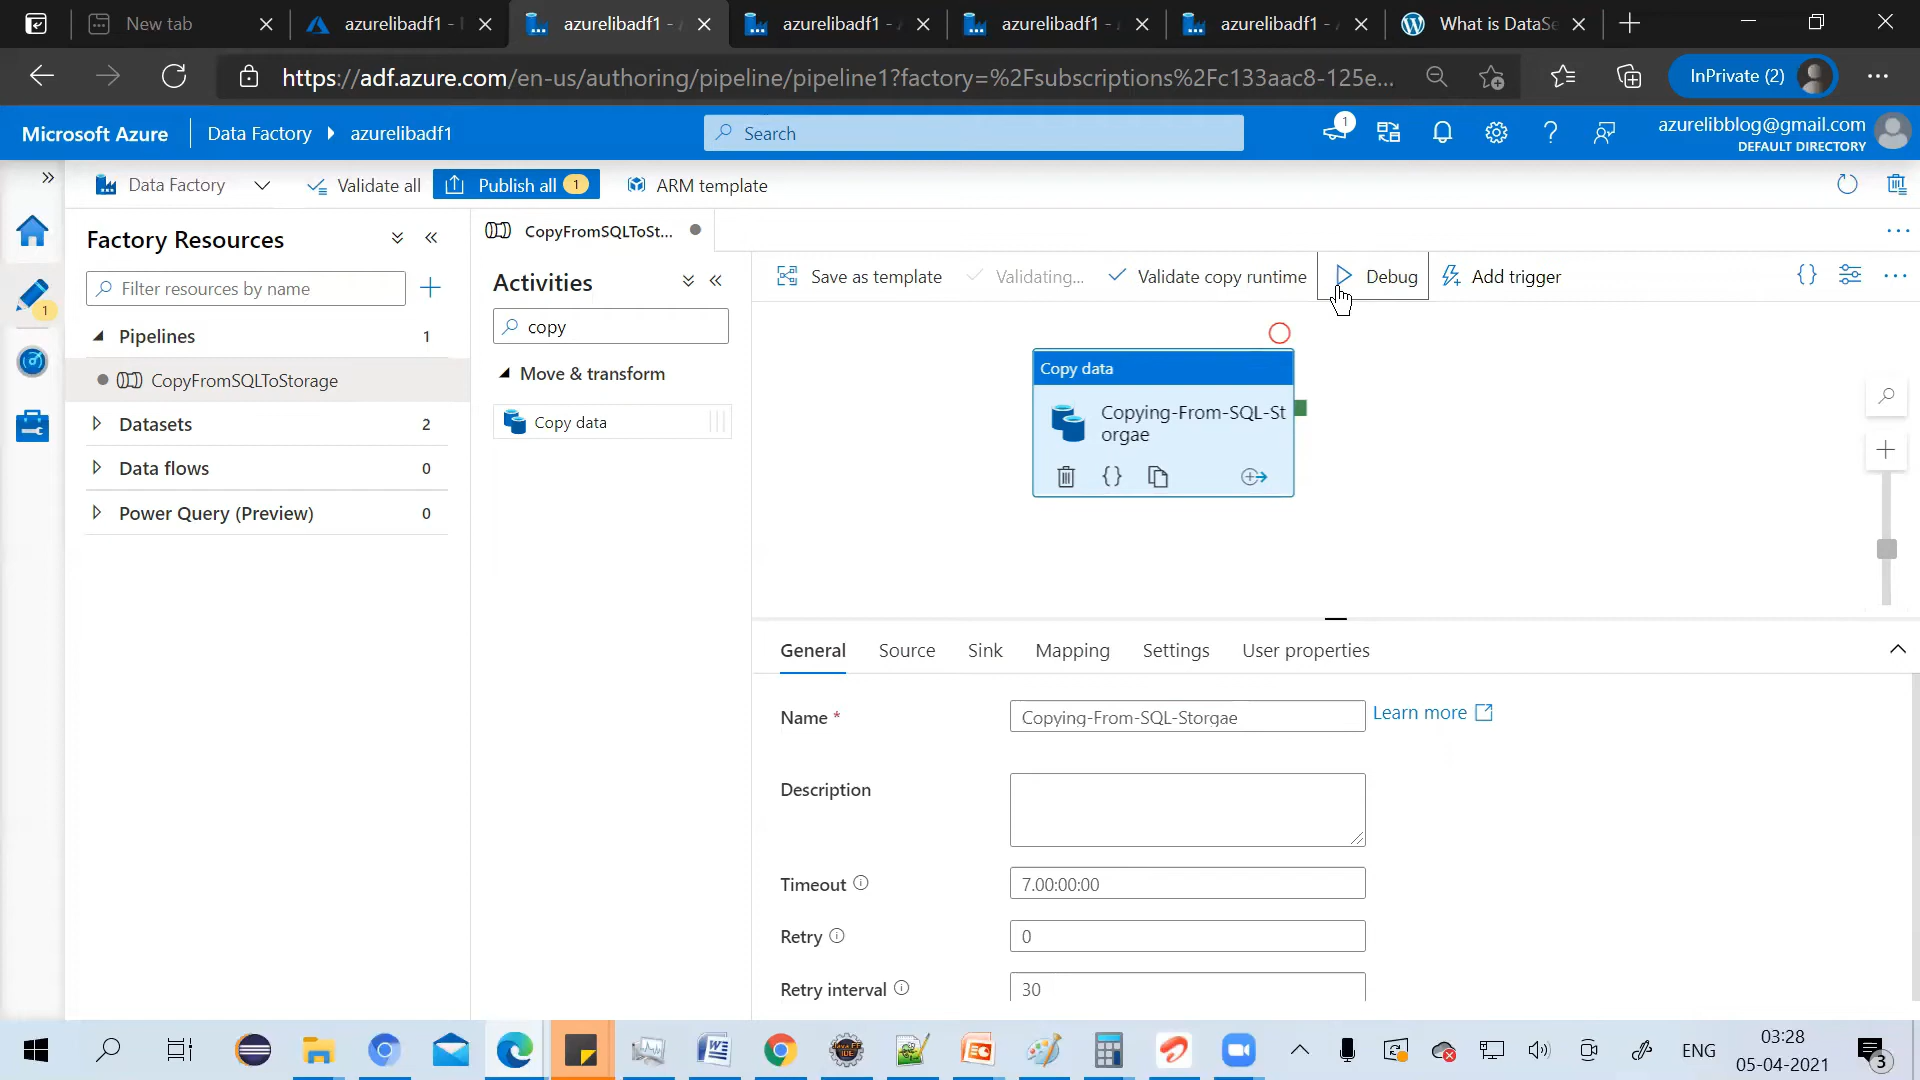 New tab
azurelibadf1 -
azurelibadf1 -
azurelibadf1 -
azurelibadf1 -
azurelibadf1 -
What is DataSe
https://adf.azure.com/en-us/authoring/pipeline/pipeline1?factory=%2Fsubscriptions%2Fc133aac8-125e...
InPrivate (2)
Microsoft Azure
Data Factory
azurelibadf1
Search
1
azurelibblog@gmail.com
DEFAULT DIRECTORY
Data Factory
Validate all
Publish all 1
ARM template
Factory Resources
Filter resources by name
1
Pipelines 1
CopyFromSQLToStorage
Datasets 2
Data flows 0
Power Query (Preview) 0
CopyFromSQLToSt...
Activities
copy
Move & transform
Copy data
Save as template
Validating...
Validate copy runtime
Debug
Add trigger
Copy data
Copying-From-SQL-St
orgae
General
Source
Sink
Mapping
Settings
User properties
Name *
Copying-From-SQL-Storgae
Learn more
Description
Timeout
7.00:00:00
Retry
0
Retry interval
30
ENG
03:28
05-04-2021
3